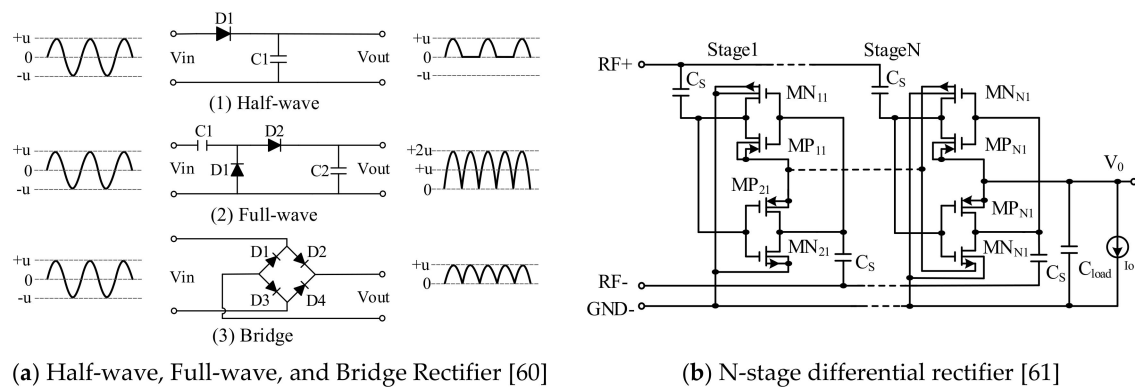 +u
0
-u
D1
Vin
C1
Vout
+u
0
-u
(1) Half-wave
+u
0
-u
C1
D2
Vin
D1
C2
Vout
+2u
+u
0
(2) Full-wave
+u
0
-u
Vin
D1
D2
D3
D4
Vout
+u
0
-u
(3) Bridge
(a) Half-wave, Full-wave, and Bridge Rectifier [60]
Stage1
StageN
RF+
CS
MN11
MP11
MP21
MN21
CS
CS
MNN1
MPN1
MPN1
MNN1
CS
V0
Cload
Io
RF-
GND-
(b) N-stage differential rectifier [61]